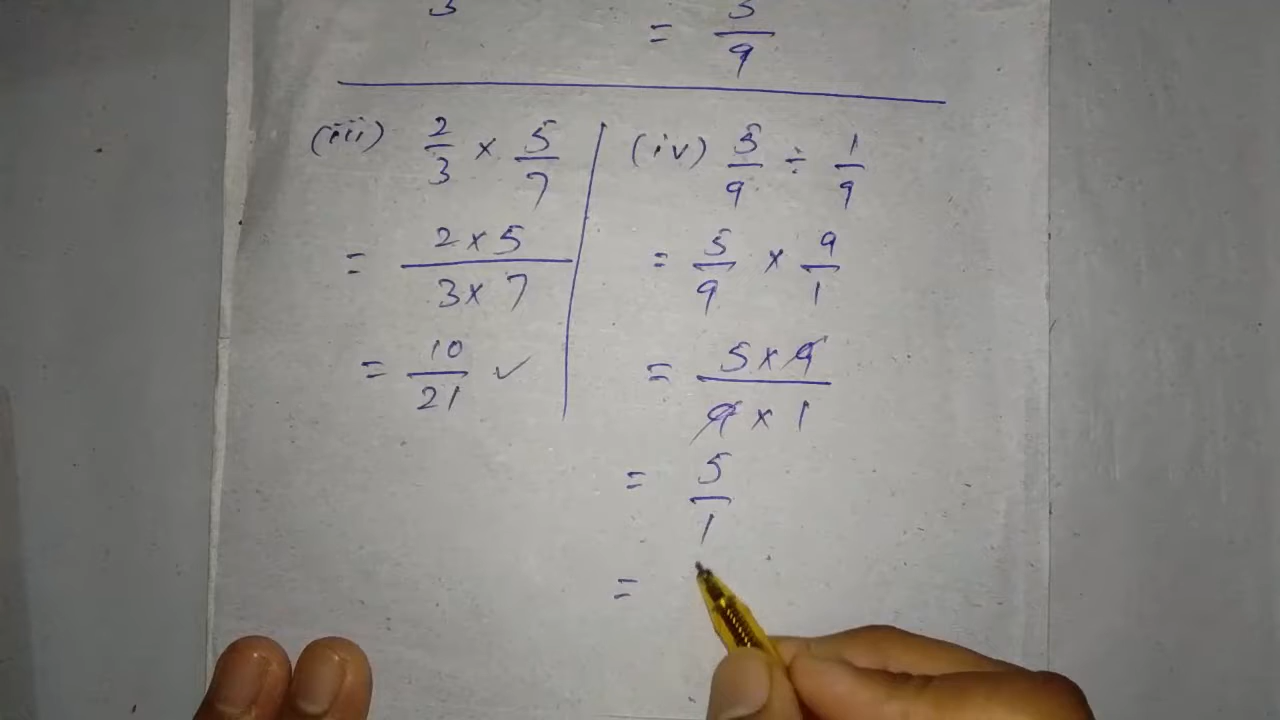 3
= 5/9
(iii) 2/3 × 5/7
= 2 × 5 / 3 × 7
= 10/21 ✓
(iv) 5/9 ÷ 1/9
= 5/9 × 9/1
= 5 × 9 / 9 × 1
= 5/1
=